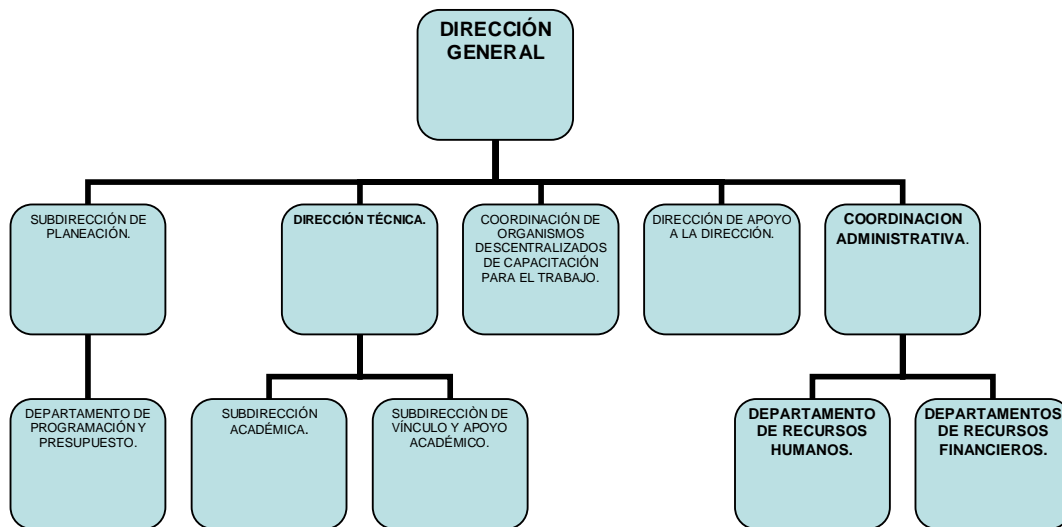 DIRECCIÓN
GENERAL
SUBDIRECCIÓN DE
PLANEACIÓN.
DIRECCIÓN TÉCNICA.
COORDINACIÓN DE
ORGANISMOS
DESCENTRALIZADOS
DE CAPACITACIÓN
PARA EL TRABAJO.
DIRECCIÓN DE APOYO
A LA DIRECCIÓN.
COORDINACION
ADMINISTRATIVA.
DEPARTAMENTO DE
PROGRAMACIÓN Y
PRESUPUESTO.
SUBDIRECCIÓN
ACADÉMICA.
SUBDIRECCIÒN DE
VÍNCULO Y APOYO
ACADÉMICO.
DEPARTAMENTO
DE RECURSOS
HUMANOS.
DEPARTAMENTOS
DE RECURSOS
FINANCIEROS.